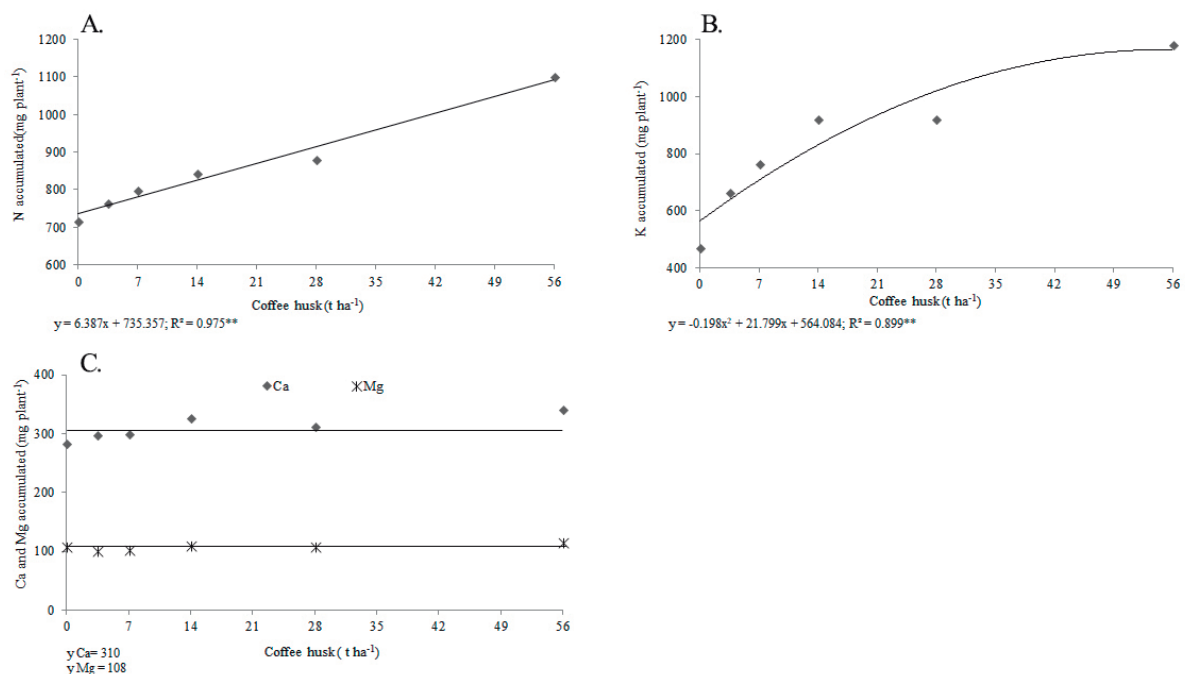 A.
1200
1100
1000
900
800
700
600
N accumulated(mg plant⁻¹)
0 7 14 21 28 35 42 49 56
Coffee husk (t ha⁻¹)
y = 6.387x + 735.357; R² = 0.975**
B.
1200
1000
800
600
400
K accumulated (mg plant⁻¹)
0 7 14 21 28 35 42 49 56
Coffee husk (t ha⁻¹)
y = -0.198x² + 21.799x + 564.084; R² = 0.899**
C.
400
300
200
100
0
Ca and Mg accumulated (mg plant⁻¹)
Ca Mg
0 7 14 21 28 35 42 49 56
Coffee husk ( t ha⁻¹)
y Ca= 310
y Mg = 108